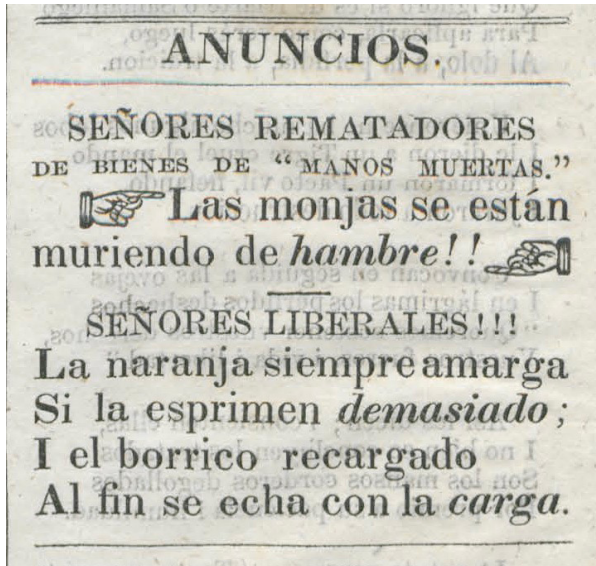 ANUNCIOS.
SEÑORES REMATADORES
DE BIENES DE “MANOS MUERTAS.”
Las monjas se están
muriendo de hambre!!
SEÑORES LIBERALES!!!
La naranja siempre amarga
Si la esprimen demasiado;
I el borrico recargado
Al fin se echa con la carga.